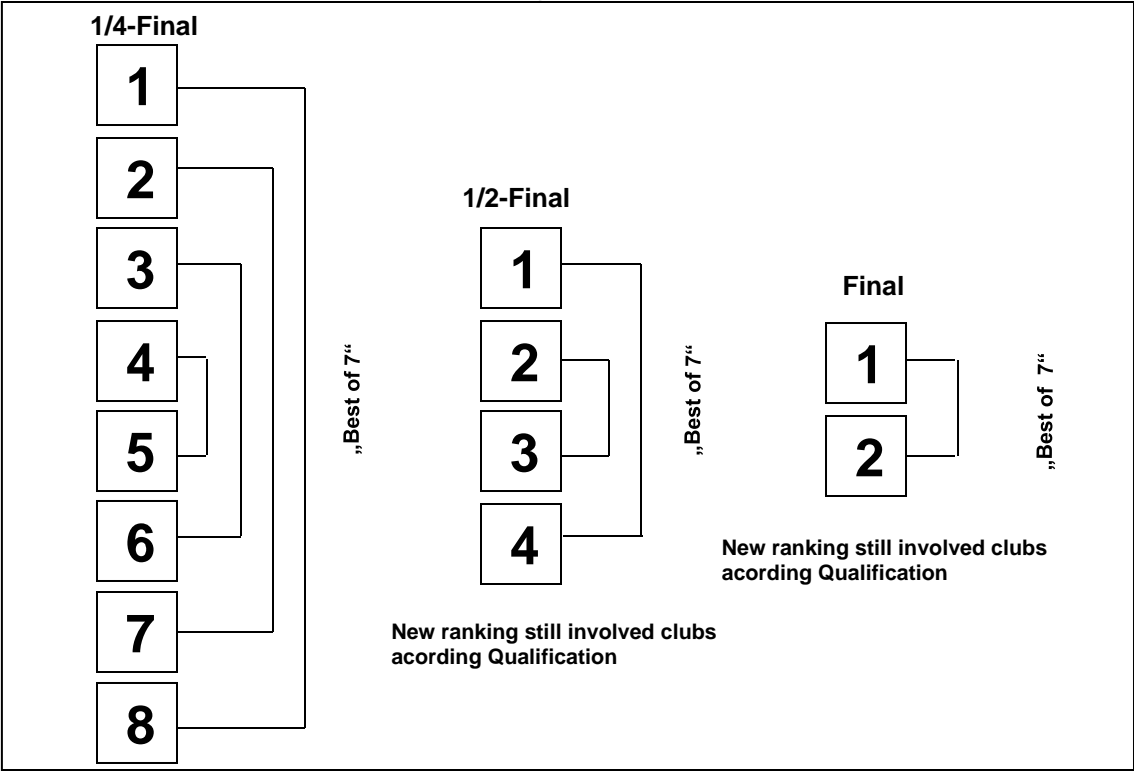 1/4-Final
1
2
3
4
5
6
7
8
„Best of 7“
1/2-Final
1
2
3
4
„Best of 7“
New ranking still involved clubs
acording Qualification
Final
1
2
„Best of 7“
New ranking still involved clubs
acording Qualification